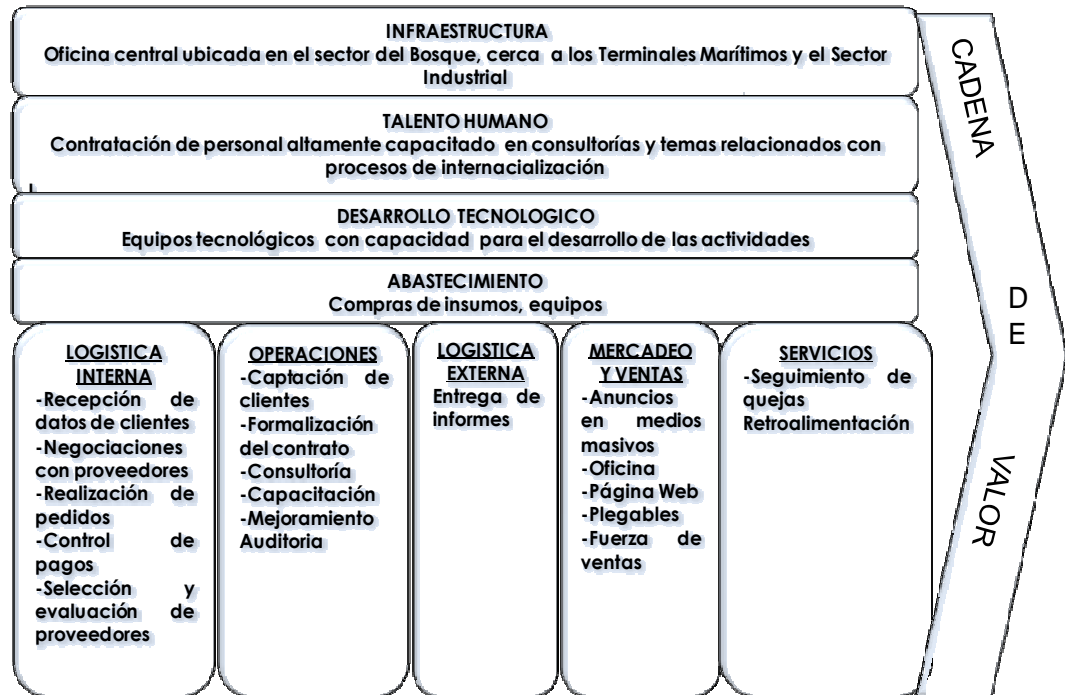 INFRAESTRUCTURA
Oficina central ubicada en el sector del Bosque, cerca a los Terminales Marítimos y el Sector
Industrial
TALENTO HUMANO
Contratación de personal altamente capacitado en consultorías y temas relacionados con
procesos de internacialización
DESARROLLO TECNOLOGICO
Equipos tecnológicos con capacidad para el desarrollo de las actividades
ABASTECIMIENTO
Compras de insumos, equipos
LOGISTICA
INTERNA
-Recepción de
datos de clientes
-Negociaciones
con proveedores
-Realización de
pedidos
-Control de
pagos
-Selección y
evaluación de
proveedores
OPERACIONES
-Captación de
clientes
-Formalización
del contrato
-Consultoría
-Capacitación
-Mejoramiento
Auditoria
LOGISTICA
EXTERNA
Entrega de
informes
MERCADEO
Y VENTAS
-Anuncios
en medios
masivos
-Oficina
-Página Web
-Plegables
-Fuerza de
ventas
SERVICIOS
-Seguimiento de
quejas
Retroalimentación
CADENA
D
E
VALOR